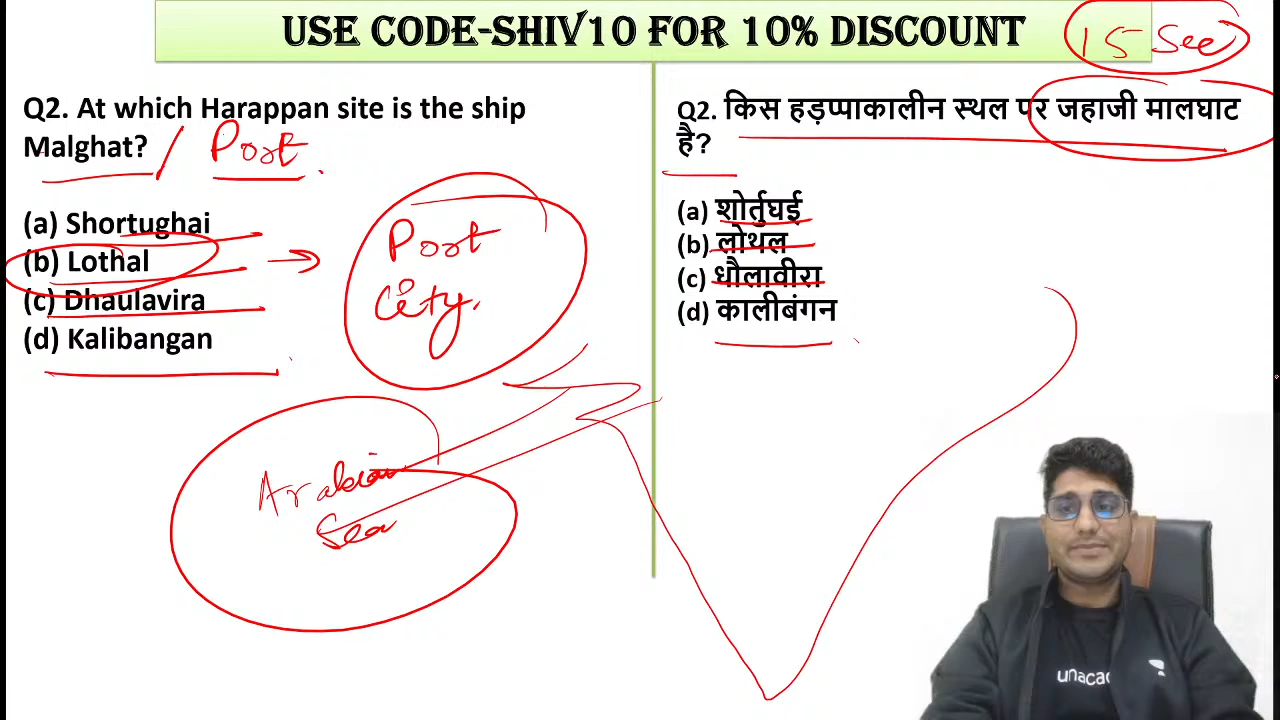 USE CODE-SHIV10 FOR 10% DISCOUNT
15 See
Q2. At which Harappan site is the ship
Malghat? / Port
(a) Shortughai
(b) Lothal
(c) Dhaulavira
(d) Kalibangan
Port
City.
Arabian
Sea
Q2. किस हड़प्पाकालीन स्थल पर जहाजी मालघाट
है?
(a) शोर्तुघई
(b) लोथल
(c) धौलावीरा
(d) कालीबंगन
unacad